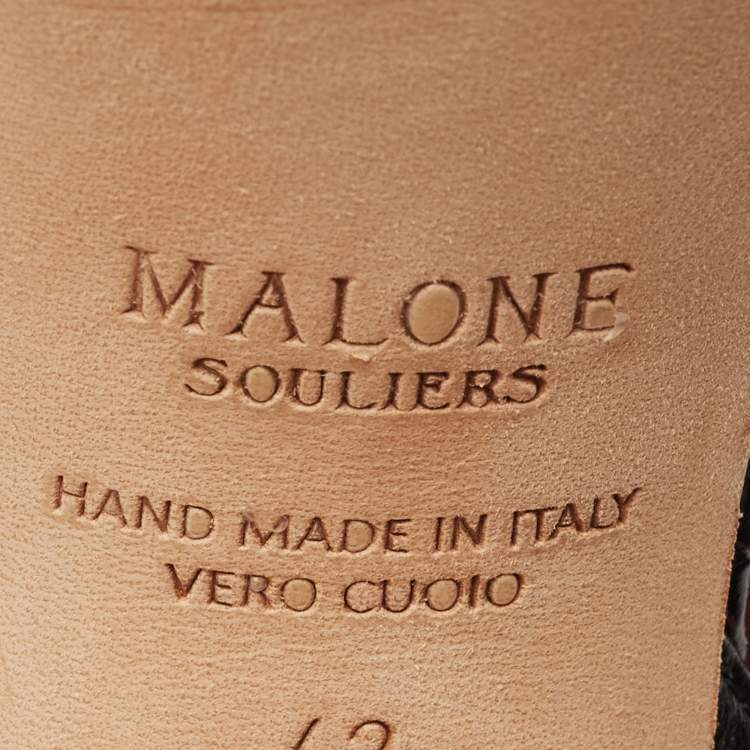 MALONE
SOULIERS
HAND MADE IN ITALY
VERO CUOIO